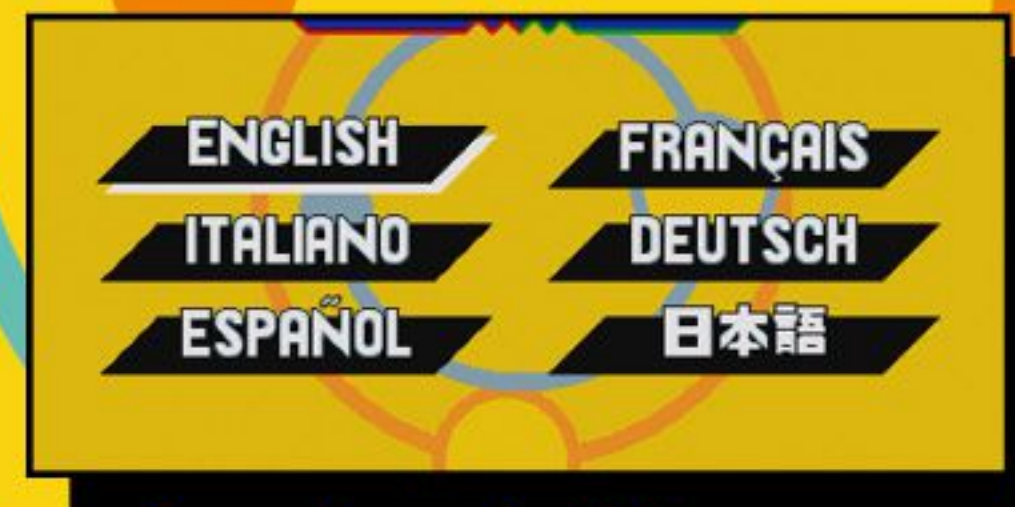 ENGLISH
FRANÇAIS
ITALIANO
DEUTSCH
ESPAÑOL
日本語